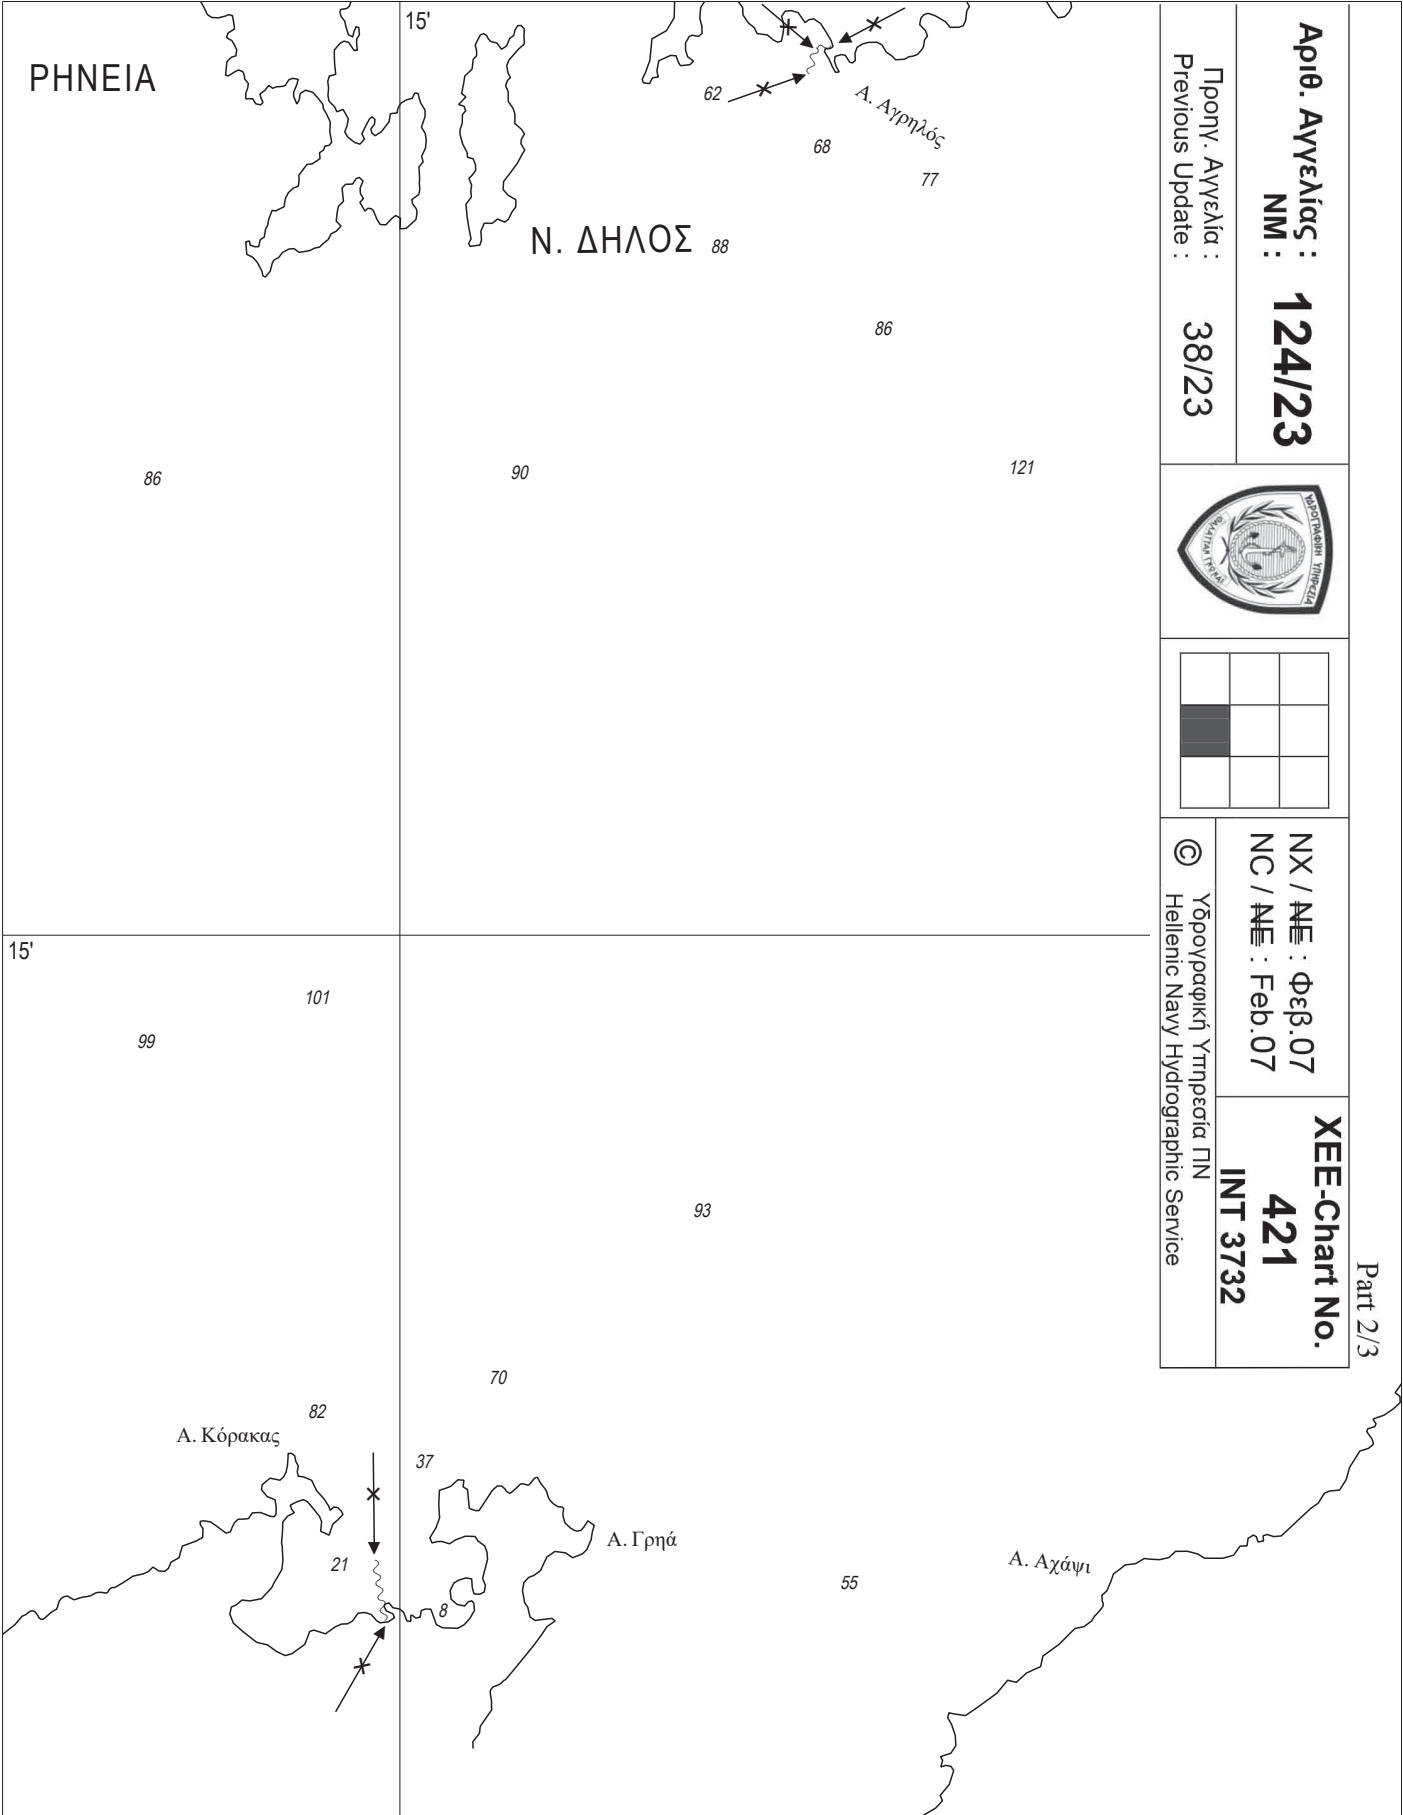 15'
ΡΗΝΕΙΑ
62
Α. Αγρηλός
68
77
Ν. ΔΗΛΟΣ
88
86
86
90
121
15'
101
99
93
70
82
Α. Κόρακας
37
Α. Γρηά
21
8
55
Α. Αχάψι
Part 2/3
Αριθ. Αγγελίας :
NM :
124/23
Προηγ. Αγγελία :
Previous Update :
38/23
ΥΔΡΟΓΡΑΦΙΚΗ ΥΠΗΡΕΣΙΑ
ΝΧ / ΝΕ : Φεβ.07
NC / NE : Feb.07
ΧΕΕ-Chart No.
421
INT 3732
© Υδρογραφική Υπηρεσία ΠΝ
Hellenic Navy Hydrographic Service